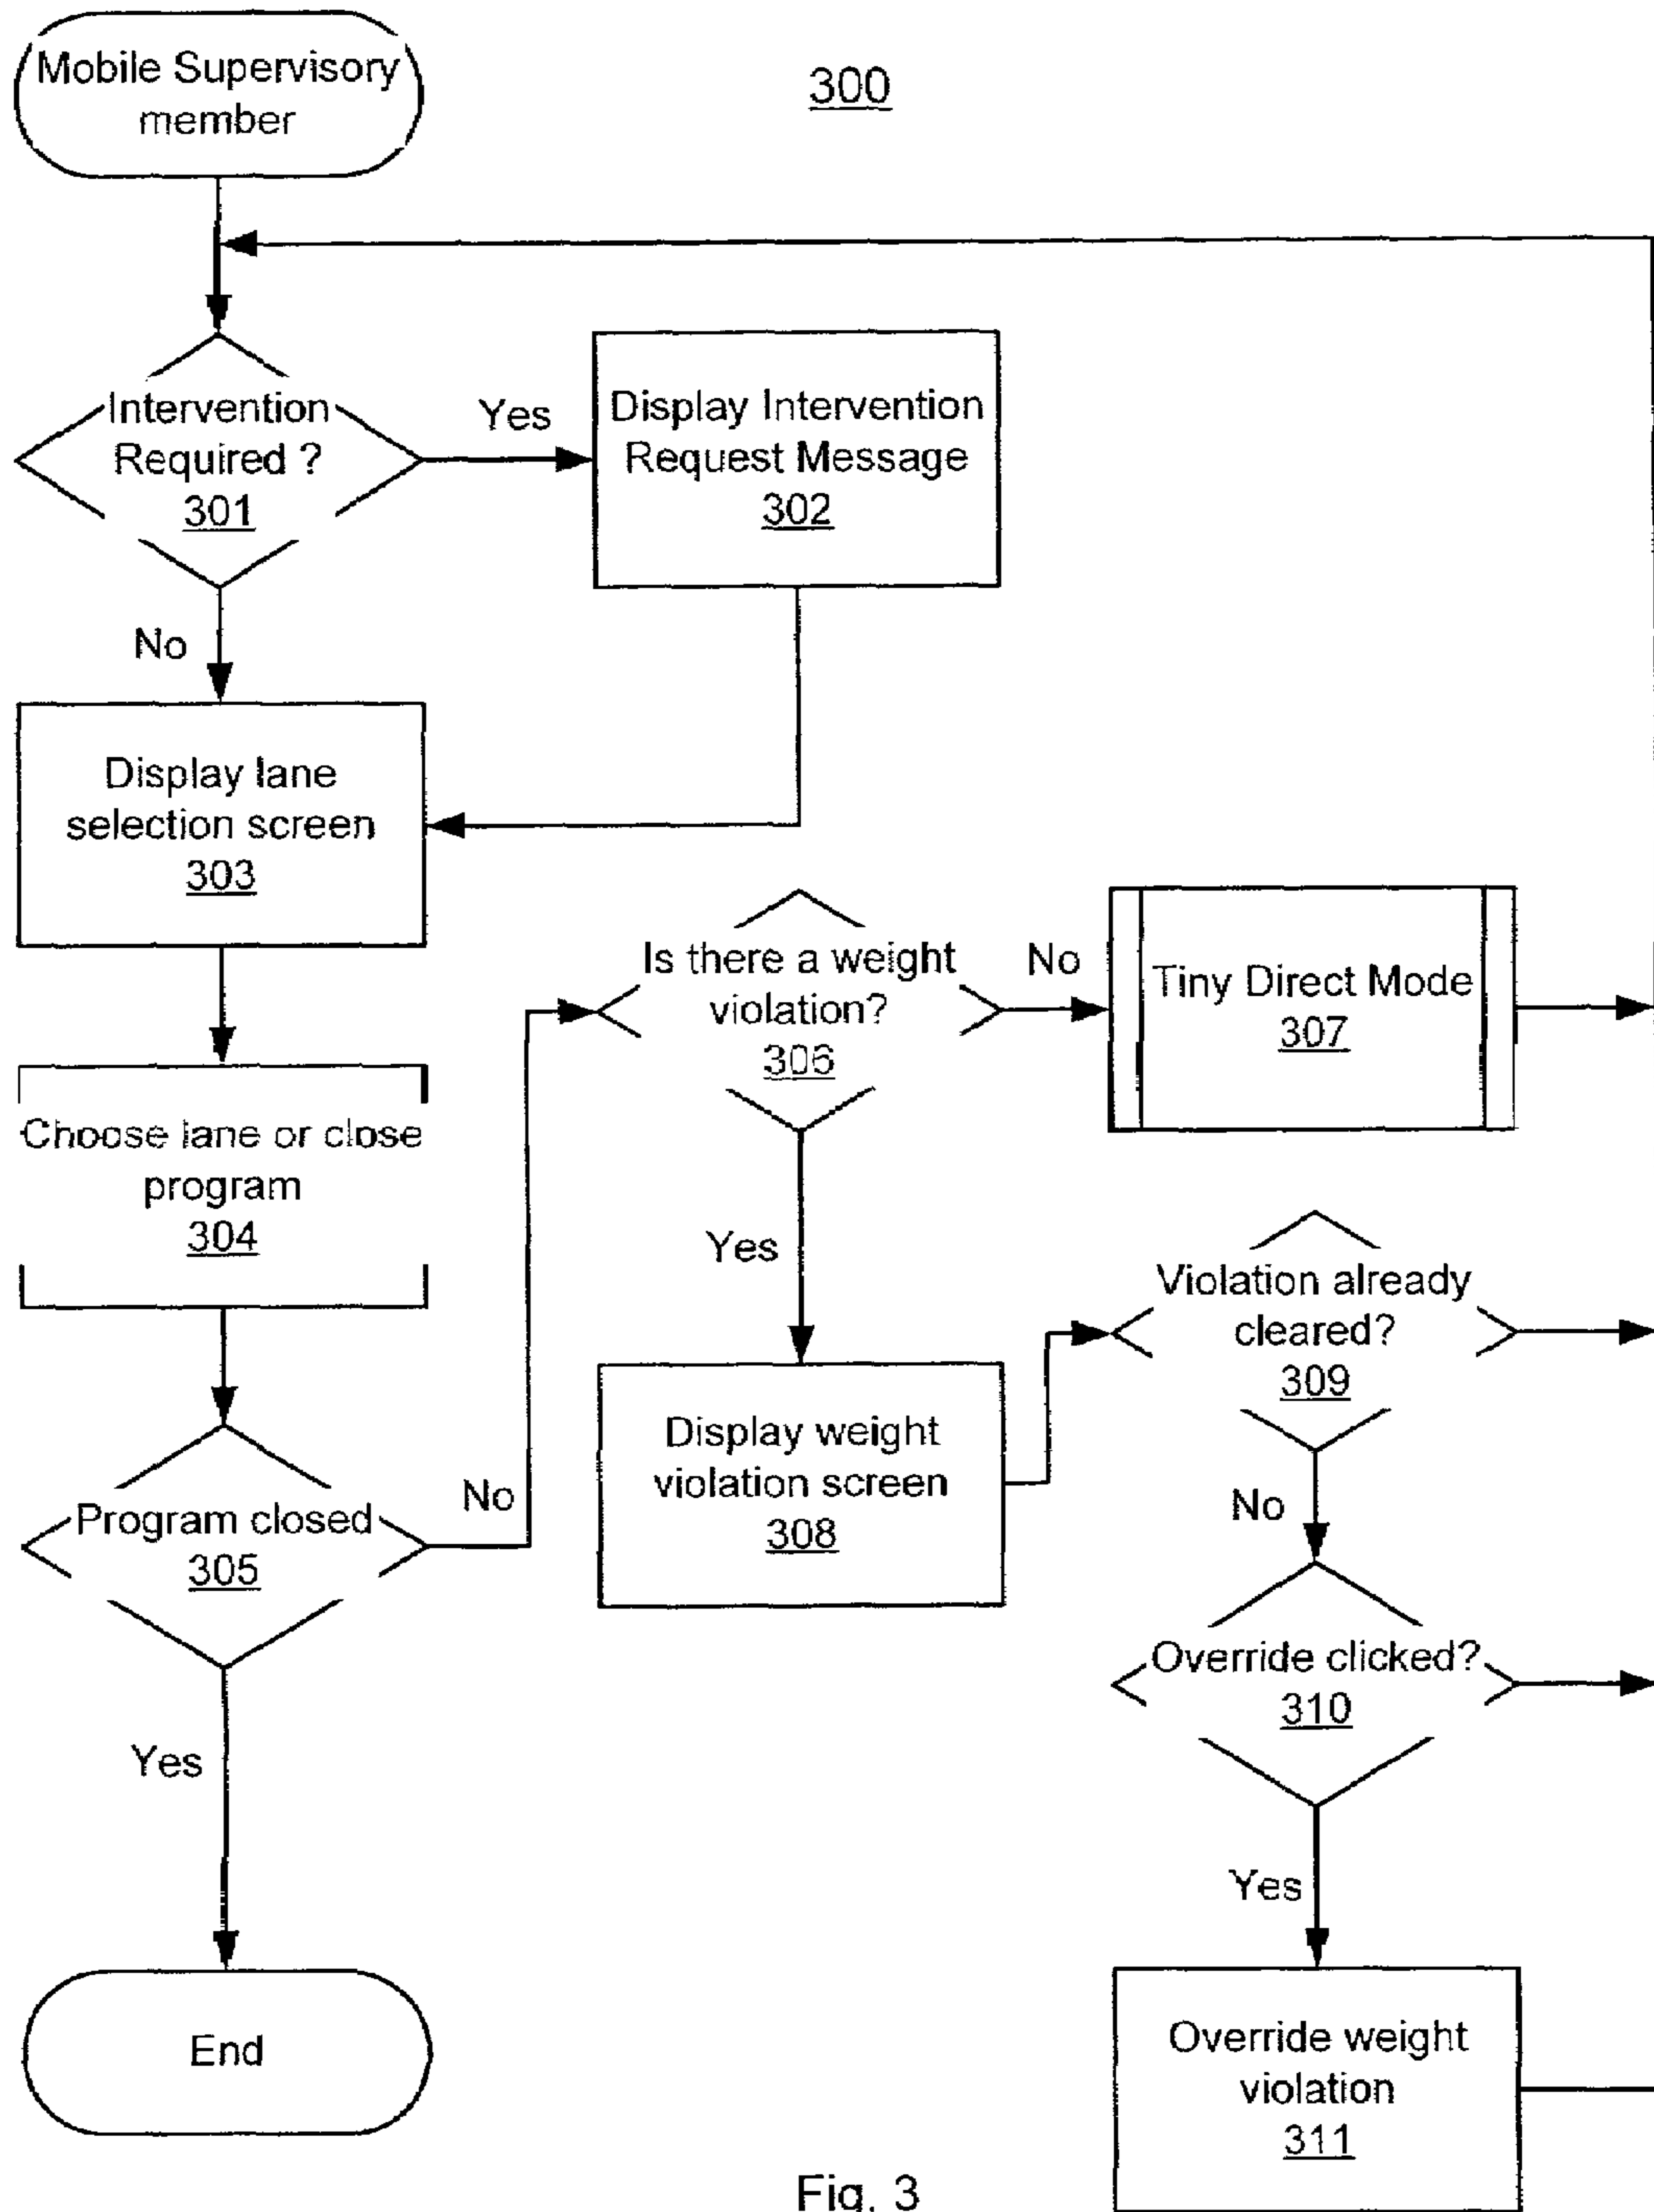 Mobile Supervisory
member
300
Intervention
Required ?
301
Yes
Display Intervention
Request Message
302
No
Display lane
selection screen
303
Is there a weight
violation?
306
No
Tiny Direct Mode
307
Choose lane or close
program
304
Yes
Violation already
cleared?
309
Display weight
violation screen
308
No
Program closed
305
No
Override clicked?
310
Yes
Yes
End
Override weight
violation
311
Fig. 3